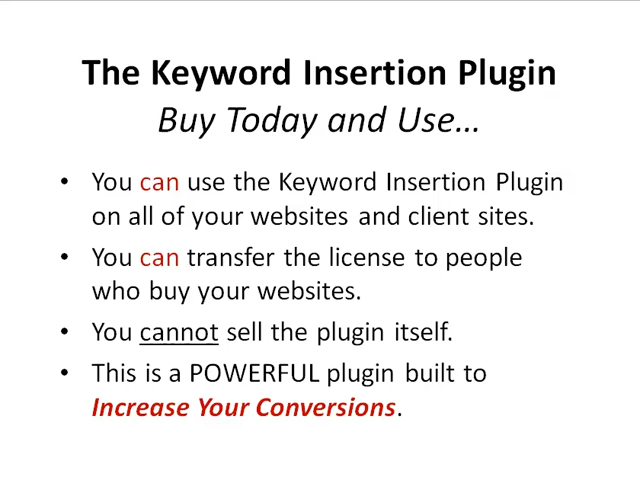 The Keyword Insertion Plugin
Buy Today and Use...
• You can use the Keyword Insertion Plugin
on all of your websites and client sites.
• You can transfer the license to people
who buy your websites.
• You cannot sell the plugin itself.
• This is a POWERFUL plugin built to
Increase Your Conversions.